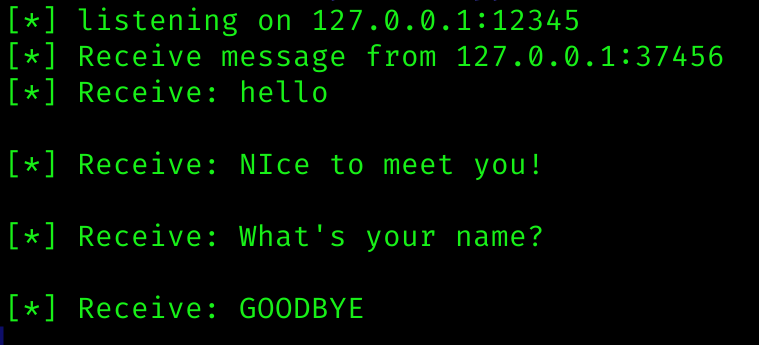 [*] listening on 127.0.0.1:12345
[*] Receive message from 127.0.0.1:37456
[*] Receive: hello
[*] Receive: NIce to meet you!
[*] Receive: What's your name?
[*] Receive: GOODBYE